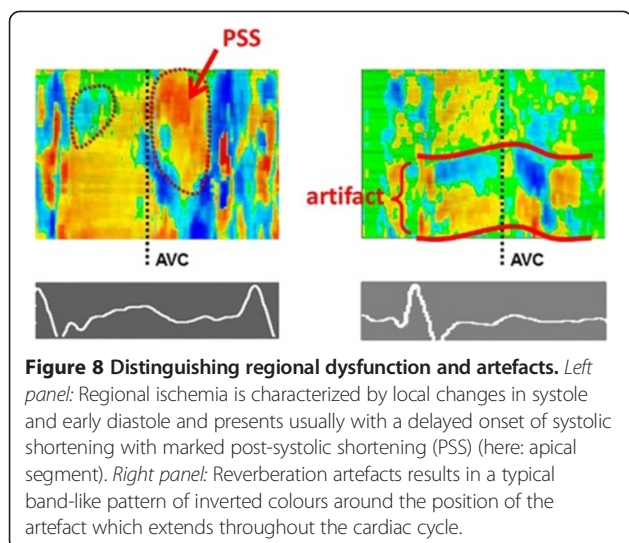 PSS
artifact
AVC
AVC
Figure 8 Distinguishing regional dysfunction and artefacts. Left
panel: Regional ischemia is characterized by local changes in systole
and early diastole and presents usually with a delayed onset of systolic
shortening with marked post-systolic shortening (PSS) (here: apical
segment). Right panel: Reverberation artefacts results in a typical
band-like pattern of inverted colours around the position of the
artefact which extends throughout the cardiac cycle.